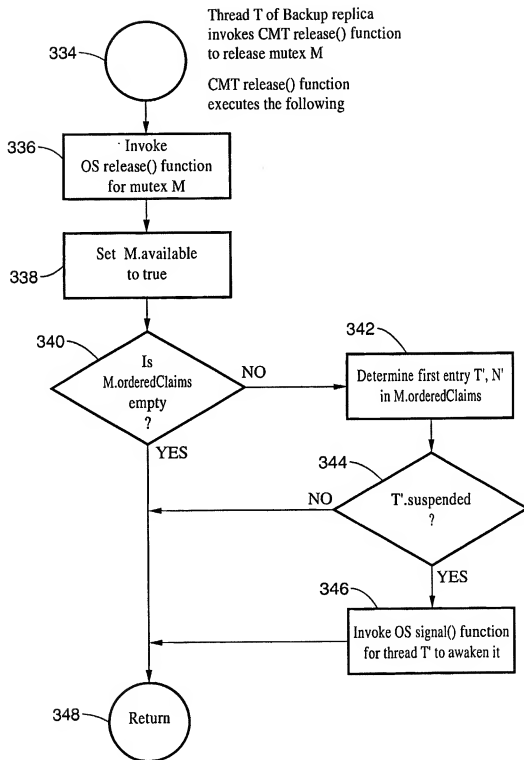 Thread T of Backup replica
invokes CMT release() function
to release mutex M
334
CMT release() function
executes the following
336
Invoke
OS release() function
for mutex M
338
Set M.available
to true
340
Is
M.orderedClaims
empty
?
NO
YES
342
Determine first entry T', N'
in M.orderedClaims
344
T'.suspended
?
NO
YES
346
Invoke OS signal() function
for thread T' to awaken it
348
Return